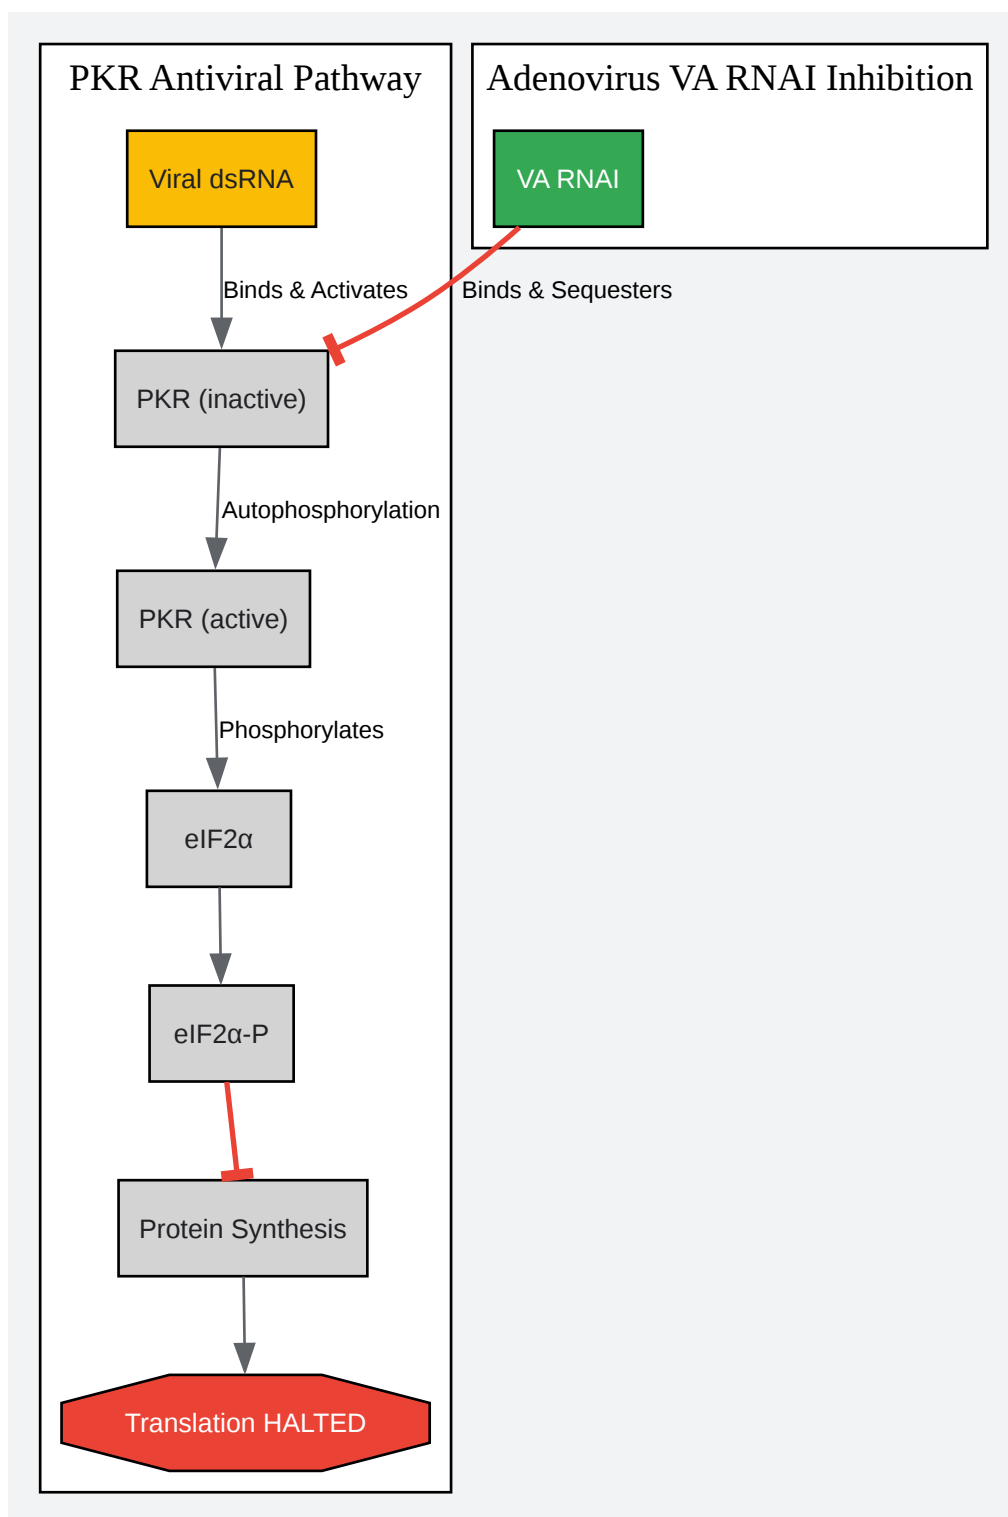 PKR Antiviral Pathway
Adenovirus VA RNAI Inhibition
Viral dsRNA
VA RNAI
Binds & Activates
Binds & Sequesters
PKR (inactive)
Autophosphorylation
PKR (active)
Phosphorylates
eIF2α
eIF2α-P
Protein Synthesis
Translation HALTED